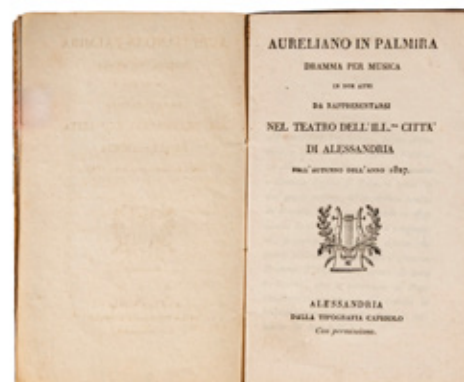 AURELIANO IN PALMIRA
DRAMMA PER MUSICA
IN DUE ATTI
DA RAPPRESENTARSI
NEL TEATRO DELL'ILL.ma CITTA'
DI ALESSANDRIA
NELL'AUTUNNO DELL'ANNO 1827.
ALESSANDRIA
DALLA TIPOGRAFIA CAPRIOLO
Con permissione.